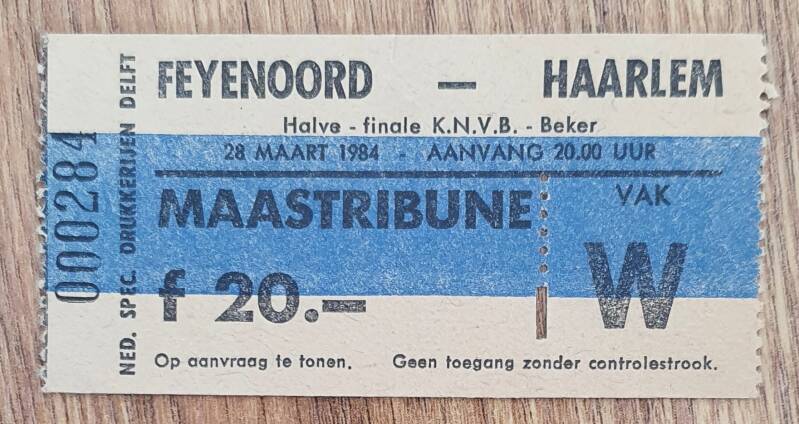 FEYENOORD — HAARLEM
Halve - finale K.N.V.B. - Beker
28 MAART 1984 - AANVANG 20.00 UUR
MAASTRIBUNE
VAK
W
f 20.—
Op aanvraag te tonen. Geen toegang zonder controlestrook.
000284
NED. SPEC. DRUKKERIJEN DELFT